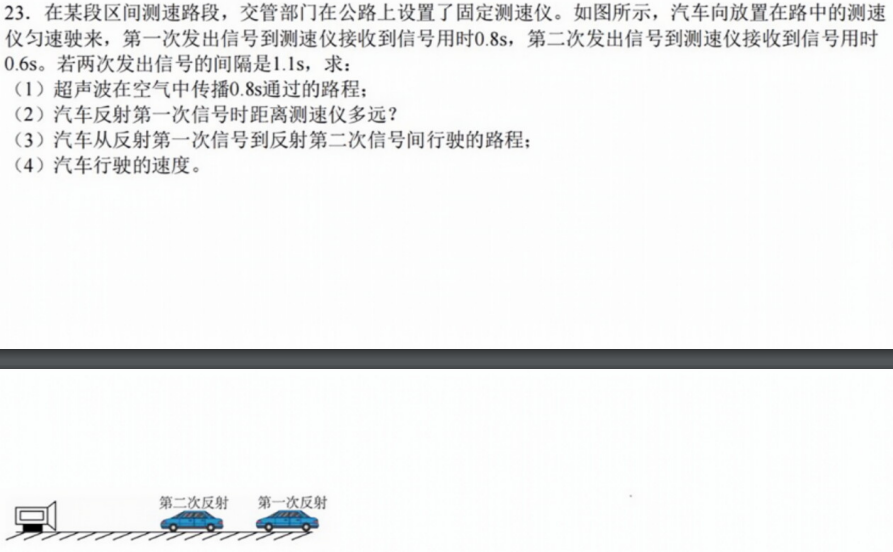 23．在某段区间测速路段，交管部门在公路上设置了固定测速仪。如图所示，汽车向放置在路中的测速
仪匀速驶来，第一次发出信号到测速仪接收到信号用时0.8s，第二次发出信号到测速仪接收到信号用时
0.6s。若两次发出信号的间隔是1.1s，求：
（1）超声波在空气中传播0.8s通过的路程；
（2）汽车反射第一次信号时距离测速仪多远？
（3）汽车从反射第一次信号到反射第二次信号间行驶的路程；
（4）汽车行驶的速度。
第二次反射 第一次反射